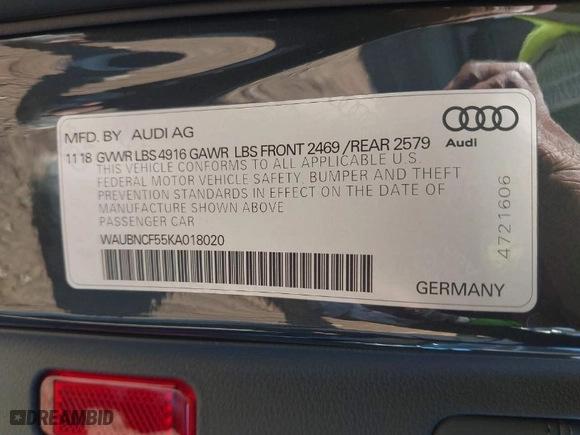 MFD. BY AUDI AG
11 18 GVWR LBS 4916 GAWR LBS FRONT 2469 /REAR 2579
THIS VEHICLE CONFORMS TO ALL APPLICABLE U.S.
FEDERAL MOTOR VEHICLE SAFETY, BUMPER AND THEFT
PREVENTION STANDARDS IN EFFECT ON THE DATE OF
MANUFACTURE SHOWN ABOVE
PASSENGER CAR
WAUBNCF55KA018020
Audi
4721606
GERMANY
DREAMBID